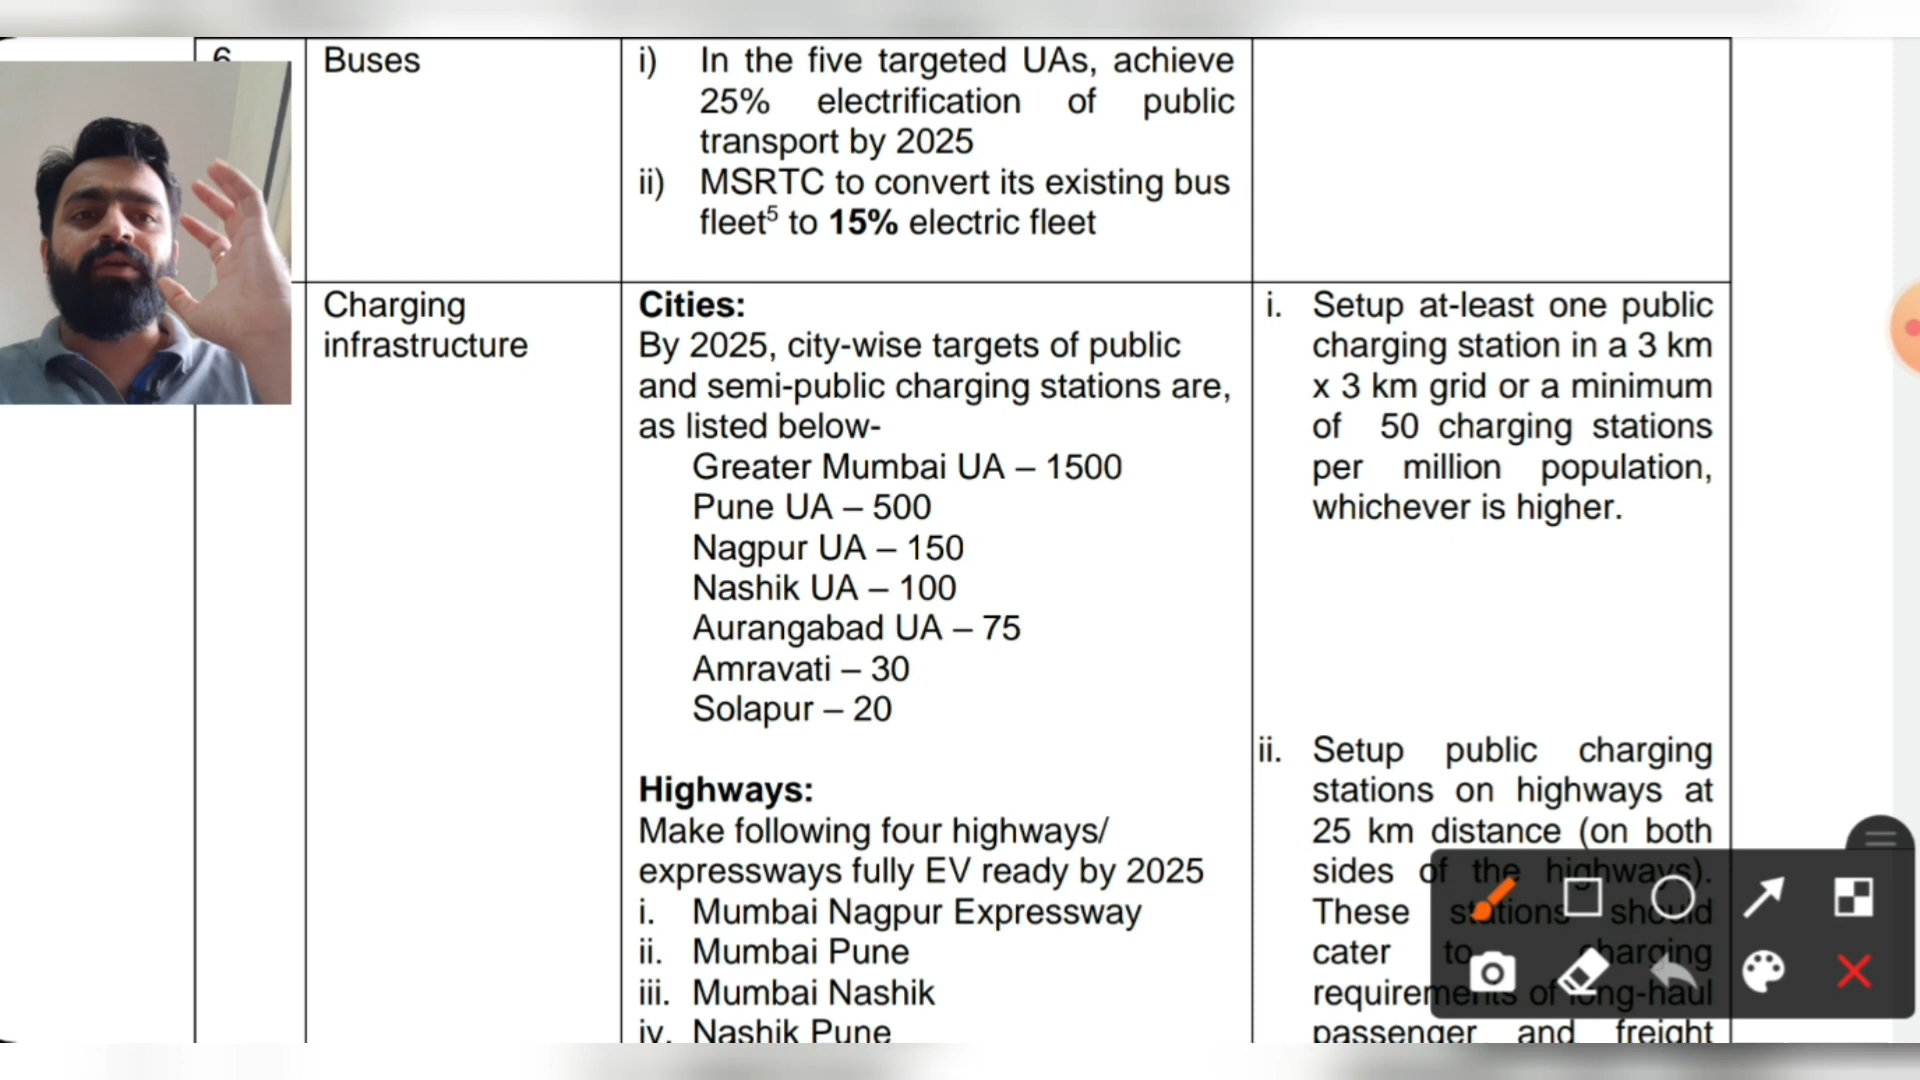 6
Buses
i) In the five targeted UAs, achieve
25% electrification of public
transport by 2025
ii) MSRTC to convert its existing bus
fleet5 to 15% electric fleet
Charging
infrastructure
Cities:
By 2025, city-wise targets of public
and semi-public charging stations are,
as listed below-
Greater Mumbai UA – 1500
Pune UA – 500
Nagpur UA – 150
Nashik UA – 100
Aurangabad UA – 75
Amravati – 30
Solapur – 20
Highways:
Make following four highways/
expressways fully EV ready by 2025
i. Mumbai Nagpur Expressway
ii. Mumbai Pune
iii. Mumbai Nashik
iv. Nashik Pune
i. Setup at-least one public
charging station in a 3 km
x 3 km grid or a minimum
of 50 charging stations
per million population,
whichever is higher.
ii. Setup public charging
stations on highways at
25 km distance (on both
sides of the highways).
These stations should
cater to charging
requirements of long-haul
passenger and freight